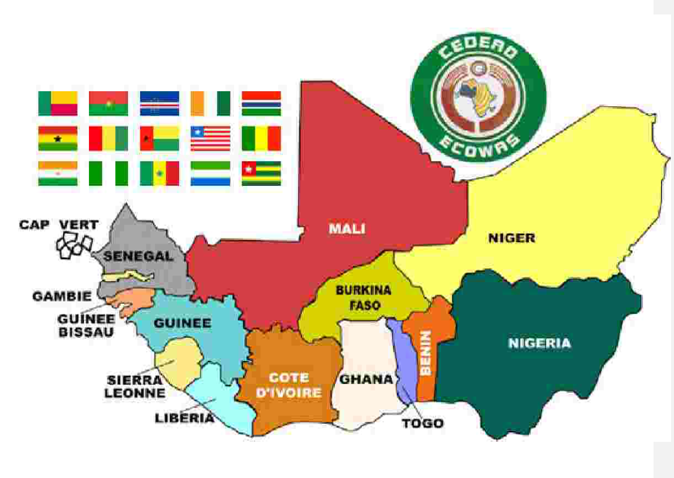 CEDEAO
ECOWAS
CAP VERT
MALI
NIGER
SENEGAL
BURKINA
FASO
GAMBIE
GUINEE
BISSAU
GUINEE
NIGERIA
BENIN
COTE
D'IVOIRE
GHANA
SIERRA
LEONNE
LIBERIA
TOGO